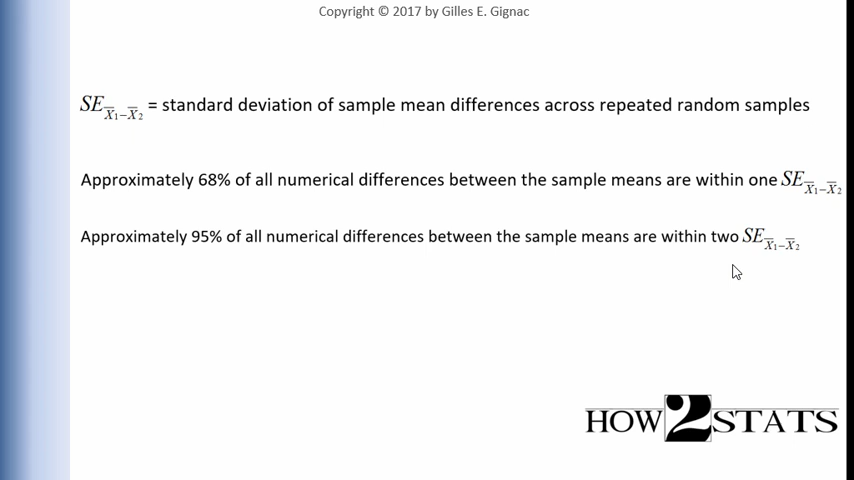 Copyright © 2017 by Gilles E. Gignac
SE X̅₁−X̅₂ = standard deviation of sample mean differences across repeated random samples
Approximately 68% of all numerical differences between the sample means are within one SE X̅₁−X̅₂
Approximately 95% of all numerical differences between the sample means are within two SE X̅₁−X̅₂
HOW2STATS